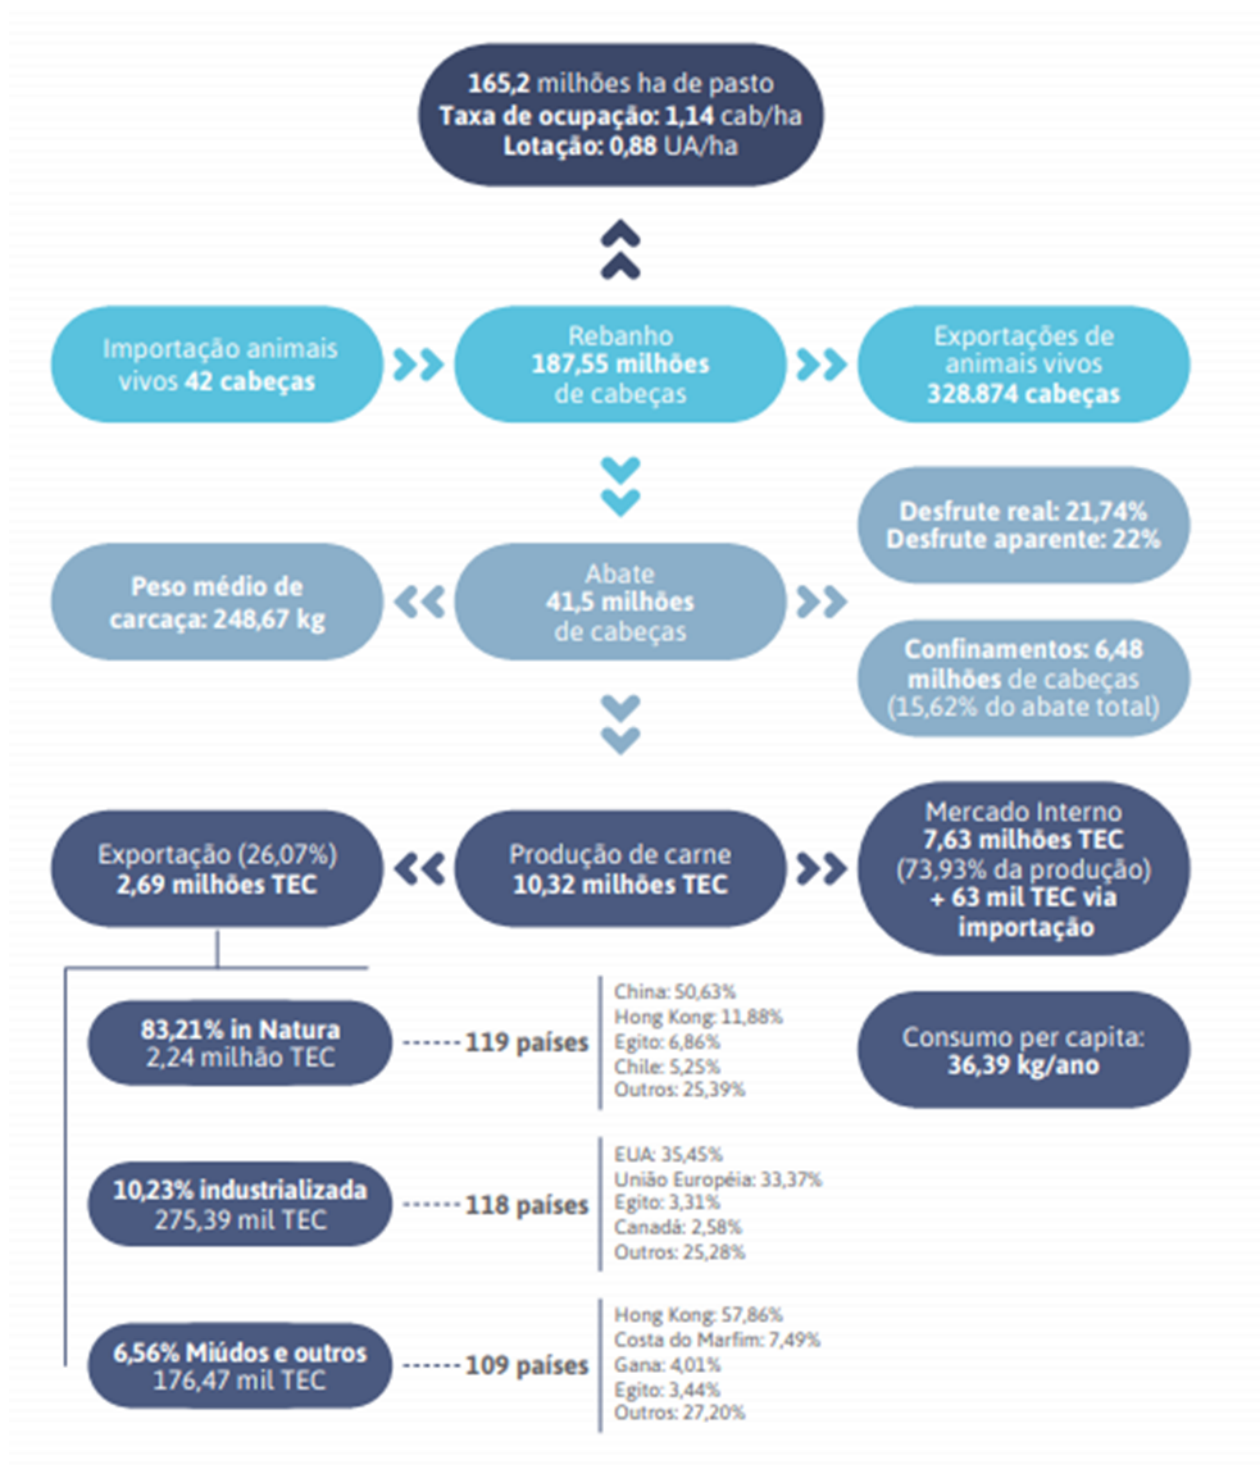 165,2 milhões ha de pasto
Taxa de ocupação: 1,14 cab/ha
Lotação: 0,88 UA/ha
Importação animais
vivos 42 cabeças
Rebanho
187,55 milhões
de cabeças
Exportações de
animais vivos
328.874 cabeças
Desfrute real: 21,74%
Desfrute aparente: 22%
Peso médio de
carcaça: 248,67 kg
Abate
41,5 milhões
de cabeças
Confinamentos: 6,48
milhões de cabeças
(15,62% do abate total)
Exportação (26,07%)
2,69 milhões TEC
Produção de carne
10,32 milhões TEC
Mercado Interno
7,63 milhões TEC
(73,93% da produção)
+ 63 mil TEC via
importação
83,21% in Natura
2,24 milhão TEC
119 países
China: 50,63%
Hong Kong: 11,88%
Egito: 6,86%
Chile: 5,25%
Outros: 25,39%
Consumo per capita:
36,39 kg/ano
10,23% industrializada
275,39 mil TEC
118 países
EUA: 35,45%
União Européia: 33,37%
Egito: 3,31%
Canadá: 2,58%
Outros: 25,28%
6,56% Miúdos e outros
176,47 mil TEC
109 países
Hong Kong: 57,86%
Costa do Marfim: 7,49%
Gana: 4,01%
Egito: 3,44%
Outros: 27,20%